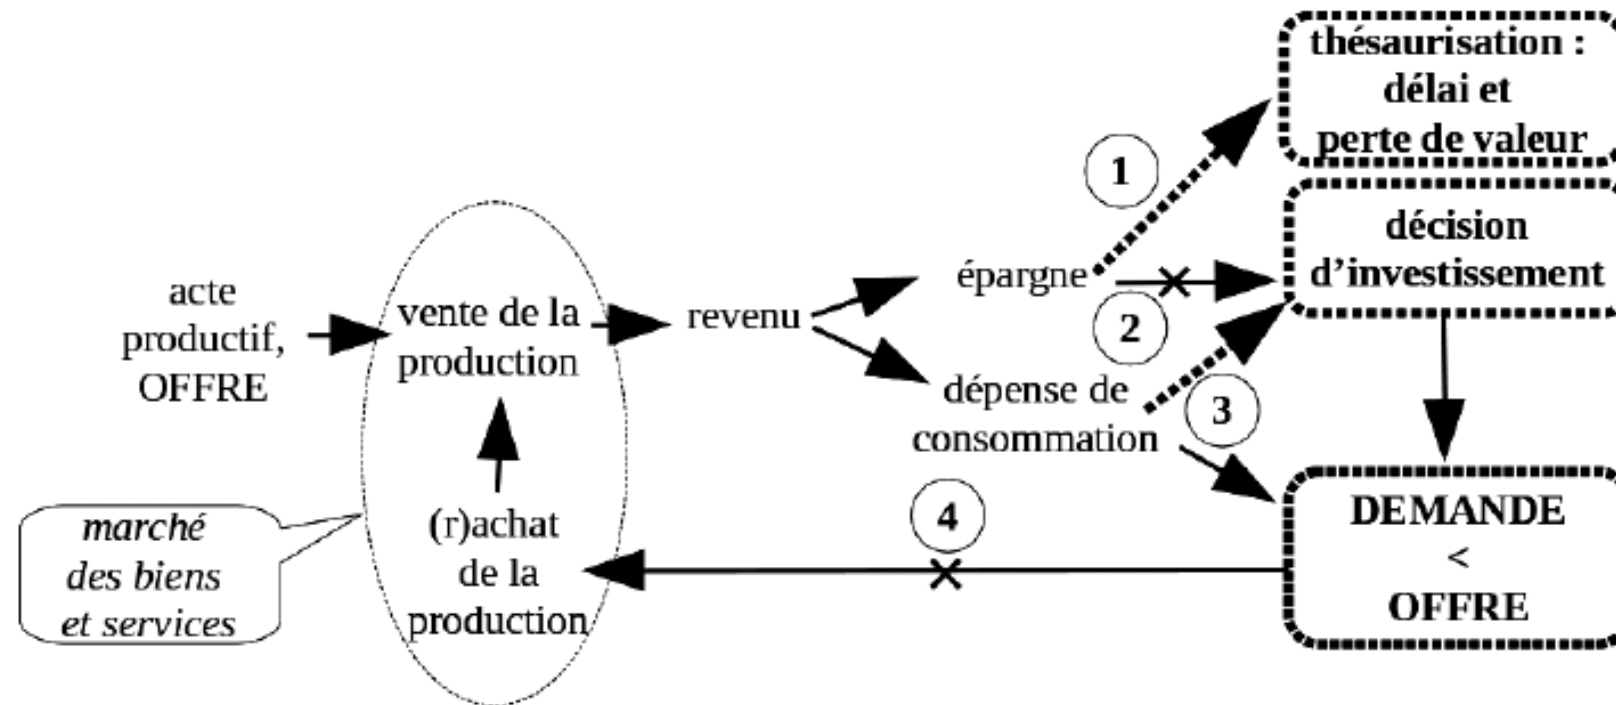 thésaurisation :
délai et
perte de valeur
1
décision
d'investissement
épargne
2
acte
productif,
OFFRE
vente de la
production
revenu
dépense de
consommation
3
4
DEMANDE
<
OFFRE
(r)achat
de la
production
marché
des biens
et services